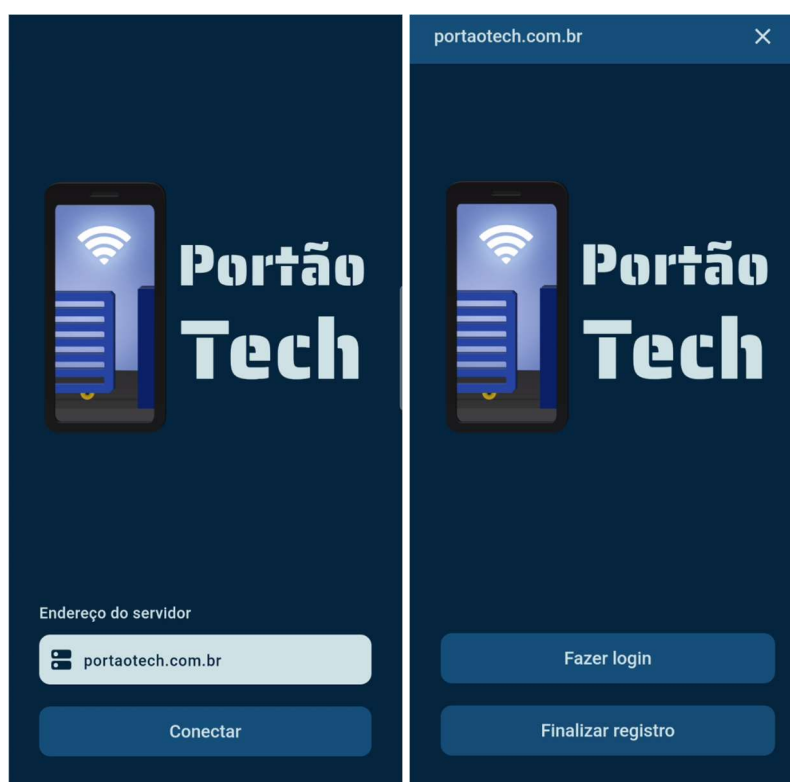 Portão
Tech
Endereço do servidor
portaotech.com.br
Conectar
portaotech.com.br
Portão
Tech
Fazer login
Finalizar registro